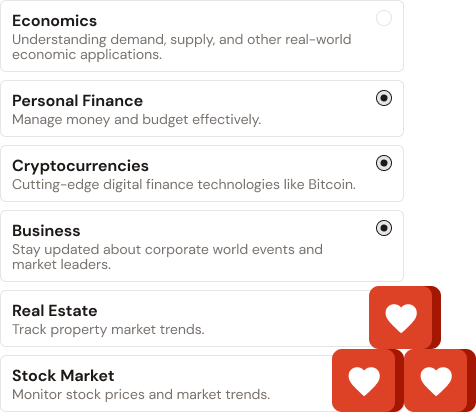 Economics
Understanding demand, supply, and other real-world
economic applications.
Personal Finance
Manage money and budget effectively.
Cryptocurrencies
Cutting-edge digital finance technologies like Bitcoin.
Business
Stay updated about corporate world events and
market leaders.
Real Estate
Track property market trends.
Stock Market
Monitor stock prices and market trends.